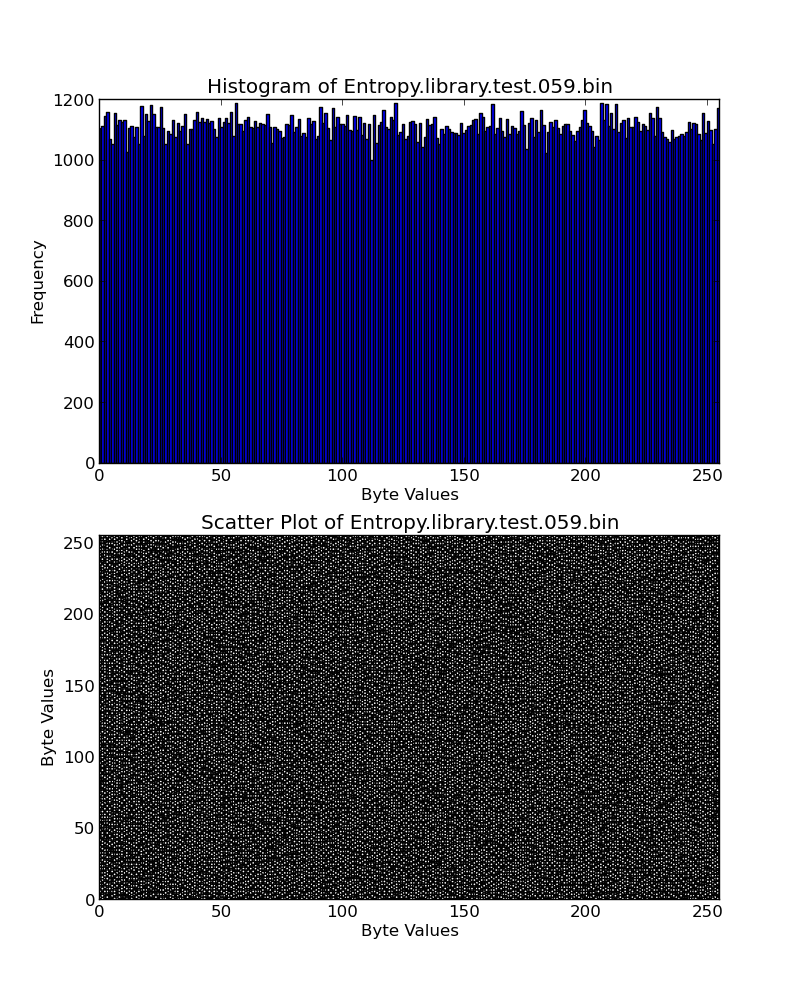 Histogram of Entropy.library.test.059.bin
1200
1000
800
600
400
200
0
Frequency
0 50 100 150 200 250
Byte Values
Scatter Plot of Entropy.library.test.059.bin
250
200
150
100
50
0
Byte Values
0 50 100 150 200 250
Byte Values